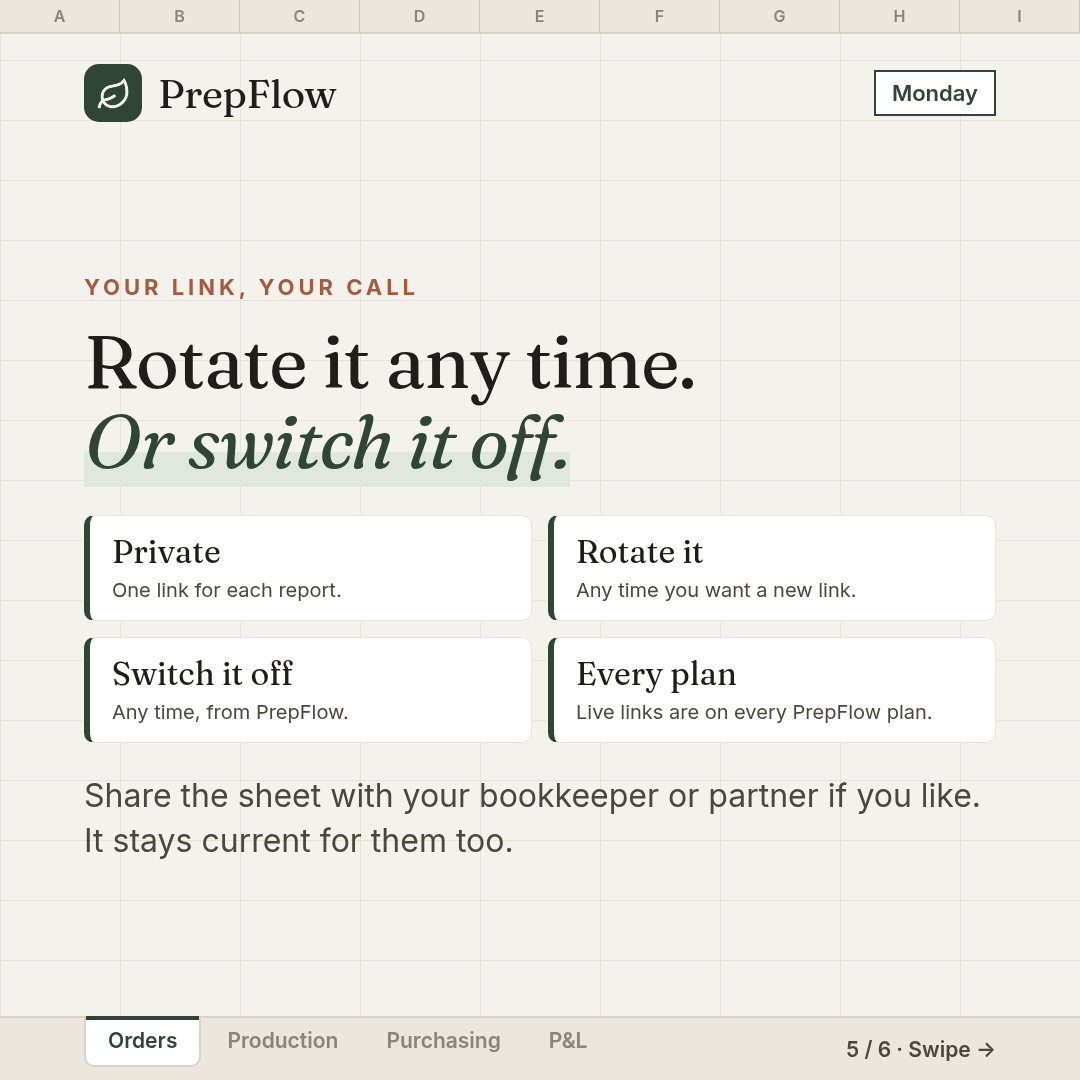 A B C D E F G H I
PrepFlow
Monday
YOUR LINK, YOUR CALL
Rotate it any time.
Or switch it off.
Private
One link for each report.
Rotate it
Any time you want a new link.
Switch it off
Any time, from PrepFlow.
Every plan
Live links are on every PrepFlow plan.
Share the sheet with your bookkeeper or partner if you like.
It stays current for them too.
Orders Production Purchasing P&L
5 / 6 · Swipe →